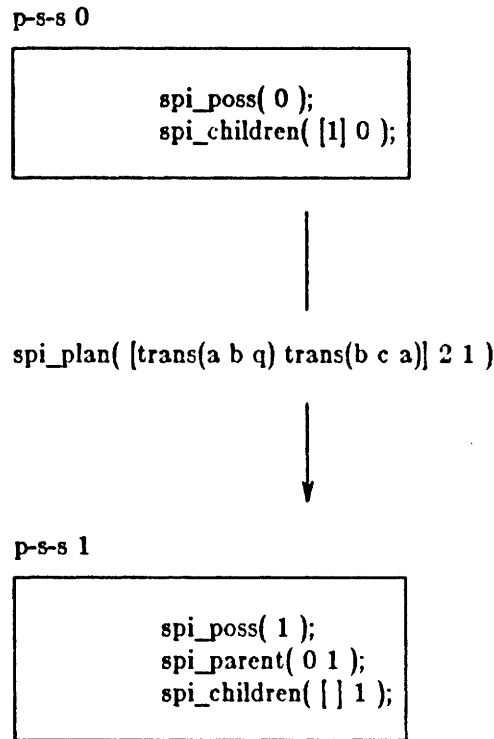 p-s-s 0
spi_poss( 0 );
spi_children( [1] 0 );
spi_plan( [trans(a b q) trans(b c a)] 2 1 )
p-s-s 1
spi_poss( 1 );
spi_parent( 0 1 );
spi_children( [ ] 1 );